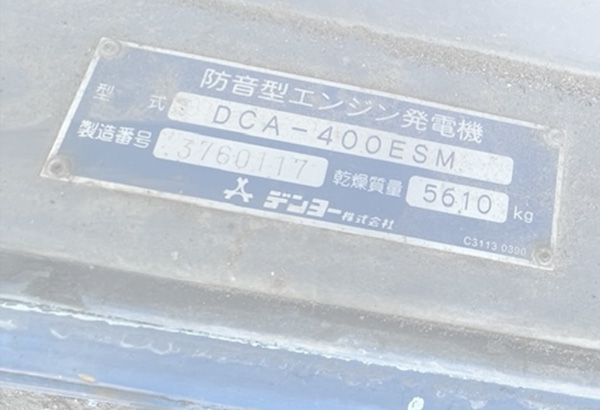 防音型エンジン発電機
型式 DCA-400ESM
製造番号 3760117 乾燥質量 5610 kg
デンヨー株式会社
C3113 0300